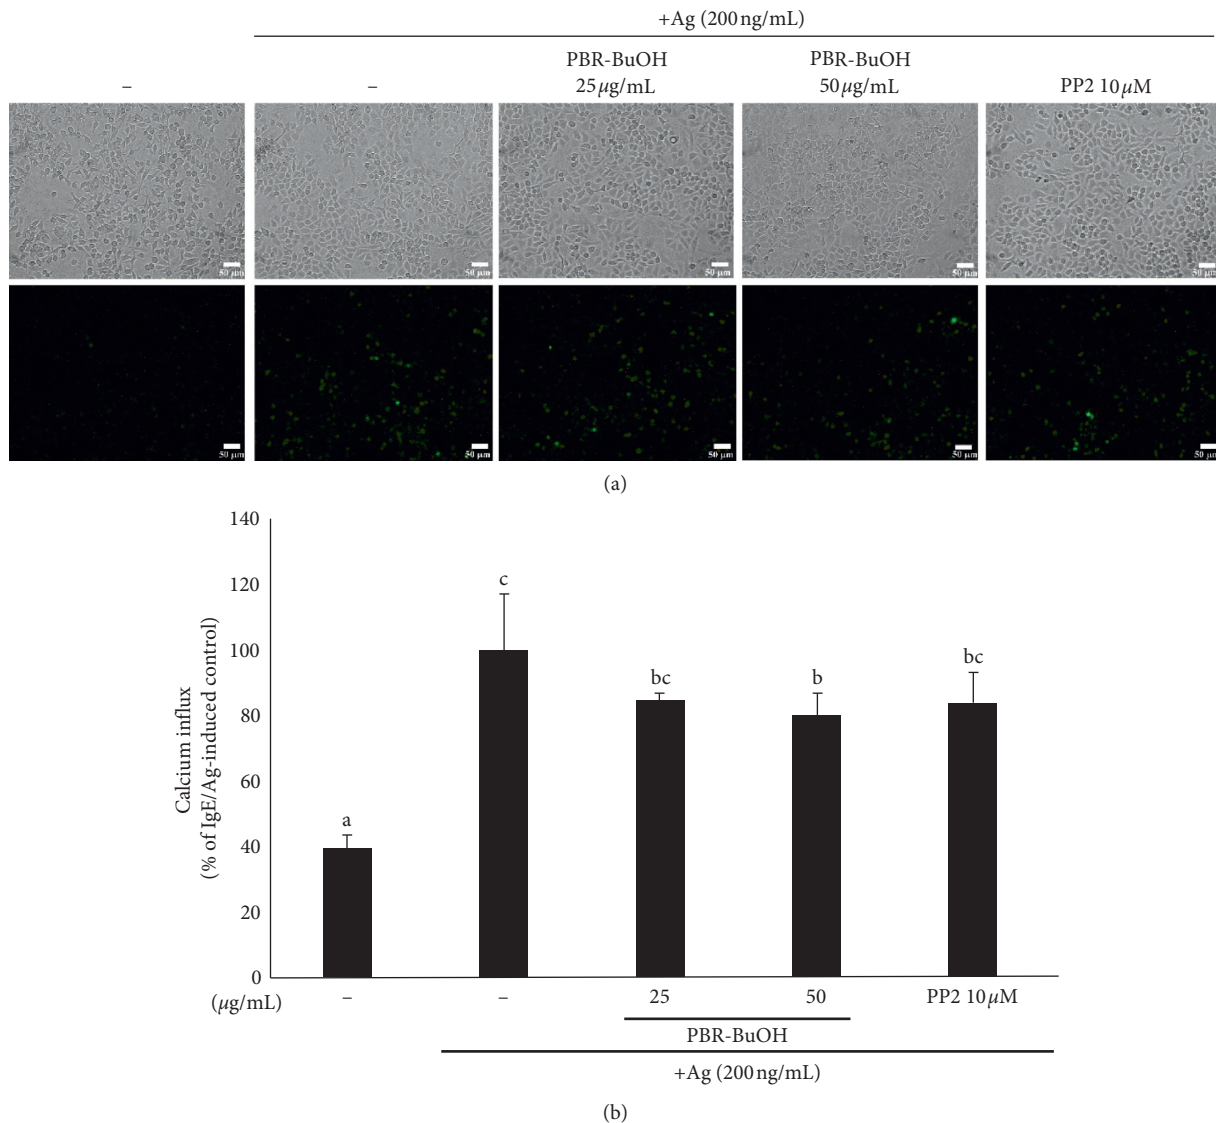 +Ag (200 ng/mL)
–
–
PBR-BuOH
25 μg/mL
PBR-BuOH
50 μg/mL
PP2 10 μM
50 μm
50 μm
50 μm
50 μm
50 μm
50 μm
50 μm
50 μm
50 μm
50 μm
(a)
Calcium influx
(% of IgE/Ag-induced control)
140
120
100
80
60
40
20
0
a
c
bc
b
bc
(μg/mL)
–
–
25
50
PP2 10 μM
PBR-BuOH
+Ag (200 ng/mL)
(b)